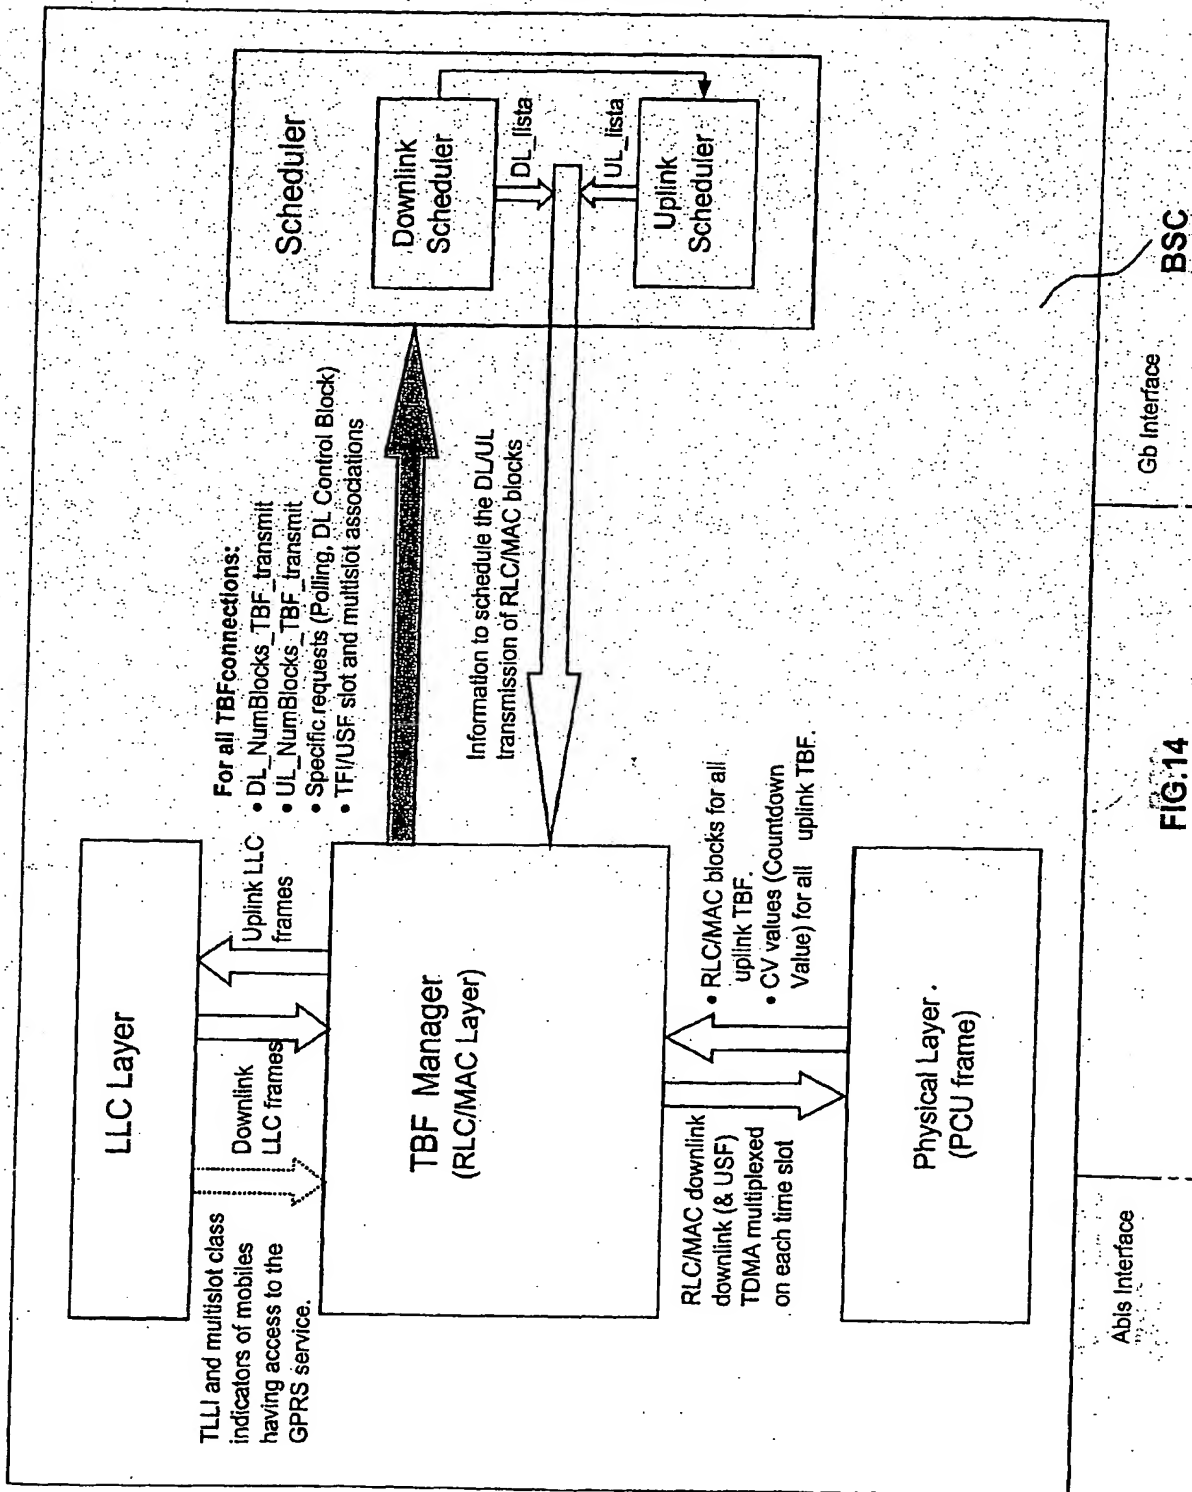 LLC Layer
TLLI and multislot class
indicators of mobiles
having access to the
GPRS service.
Downlink
LLC frames
Uplink LLC
frames
For all TBFconnections:
• DL_NumBlocks_TBF_transmit
• UL_NumBlocks_TBF_transmit
• Specific requests (Polling, DL Control Block)
• TFI/USF slot and multislot associations
Scheduler
Downlink
Scheduler
DL_lista
UL_lista
Uplink
Scheduler
TBF Manager
(RLC/MAC Layer)
Information to schedule the DL/UL
transmission of RLC/MAC blocks
RLC/MAC downlink
downlink (& USF)
TDMA multiplexed
on each time slot
• RLC/MAC blocks for all
uplink TBF.
• CV values (Countdown
Value) for all uplink TBF.
Physical Layer.
(PCU frame)
Abis Interface
Gb Interface
BSC
FIG.14